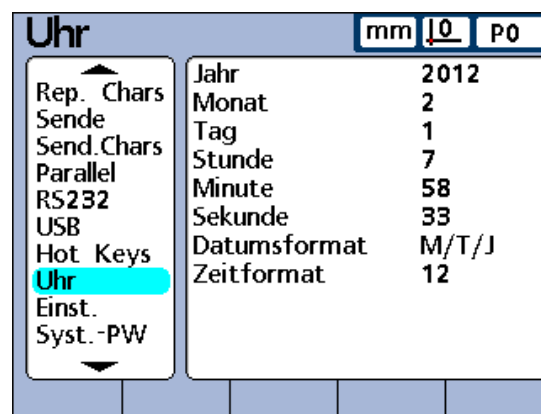 Uhr
mm 0 P0
Rep. Chars
Sende
Send.Chars
Parallel
RS232
USB
Hot Keys
Uhr
Einst.
Syst.-PW
Jahr 2012
Monat 2
Tag 1
Stunde 7
Minute 58
Sekunde 33
Datumsformat M/T/J
Zeitformat 12